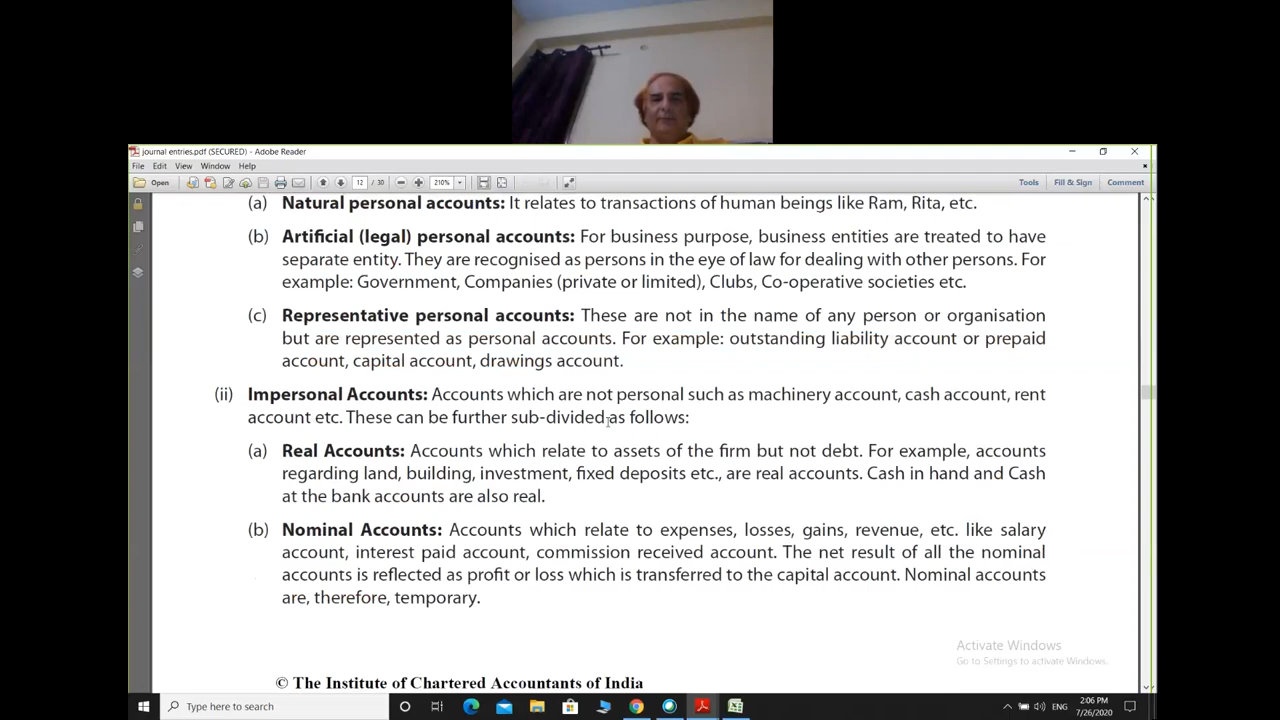 journal entries.pdf (SECURED) - Adobe Reader
File Edit View Window Help
Open 12 / 30 210% Tools Fill & Sign Comment
(a) Natural personal accounts: It relates to transactions of human beings like Ram, Rita, etc.
(b) Artificial (legal) personal accounts: For business purpose, business entities are treated to have
separate entity. They are recognised as persons in the eye of law for dealing with other persons. For
example: Government, Companies (private or limited), Clubs, Co-operative societies etc.
(c) Representative personal accounts: These are not in the name of any person or organisation
but are represented as personal accounts. For example: outstanding liability account or prepaid
account, capital account, drawings account.
(ii) Impersonal Accounts: Accounts which are not personal such as machinery account, cash account, rent
account etc. These can be further sub-divided as follows:
(a) Real Accounts: Accounts which relate to assets of the firm but not debt. For example, accounts
regarding land, building, investment, fixed deposits etc., are real accounts. Cash in hand and Cash
at the bank accounts are also real.
(b) Nominal Accounts: Accounts which relate to expenses, losses, gains, revenue, etc. like salary
account, interest paid account, commission received account. The net result of all the nominal
accounts is reflected as profit or loss which is transferred to the capital account. Nominal accounts
are, therefore, temporary.
Activate Windows
Go to Settings to activate Windows.
© The Institute of Chartered Accountants of India
Type here to search
ENG
2:06 PM
7/26/2020